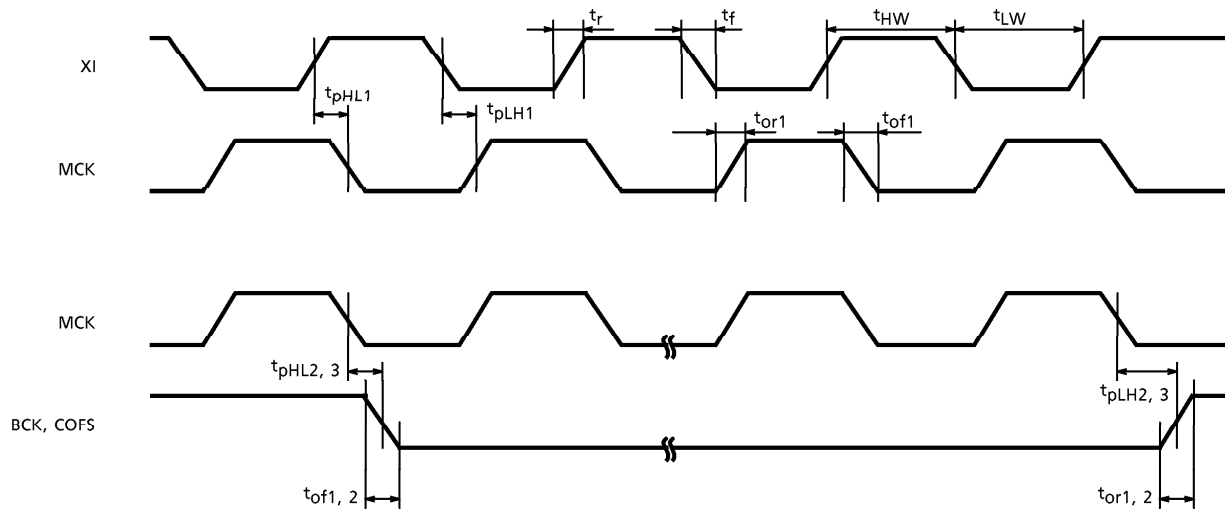 tr tf tHW tLW
XI
tpHL1 tpLH1
tor1 tof1
MCK
MCK
tpHL2, 3 tpLH2, 3
BCK, COFS
tof1, 2 tor1, 2